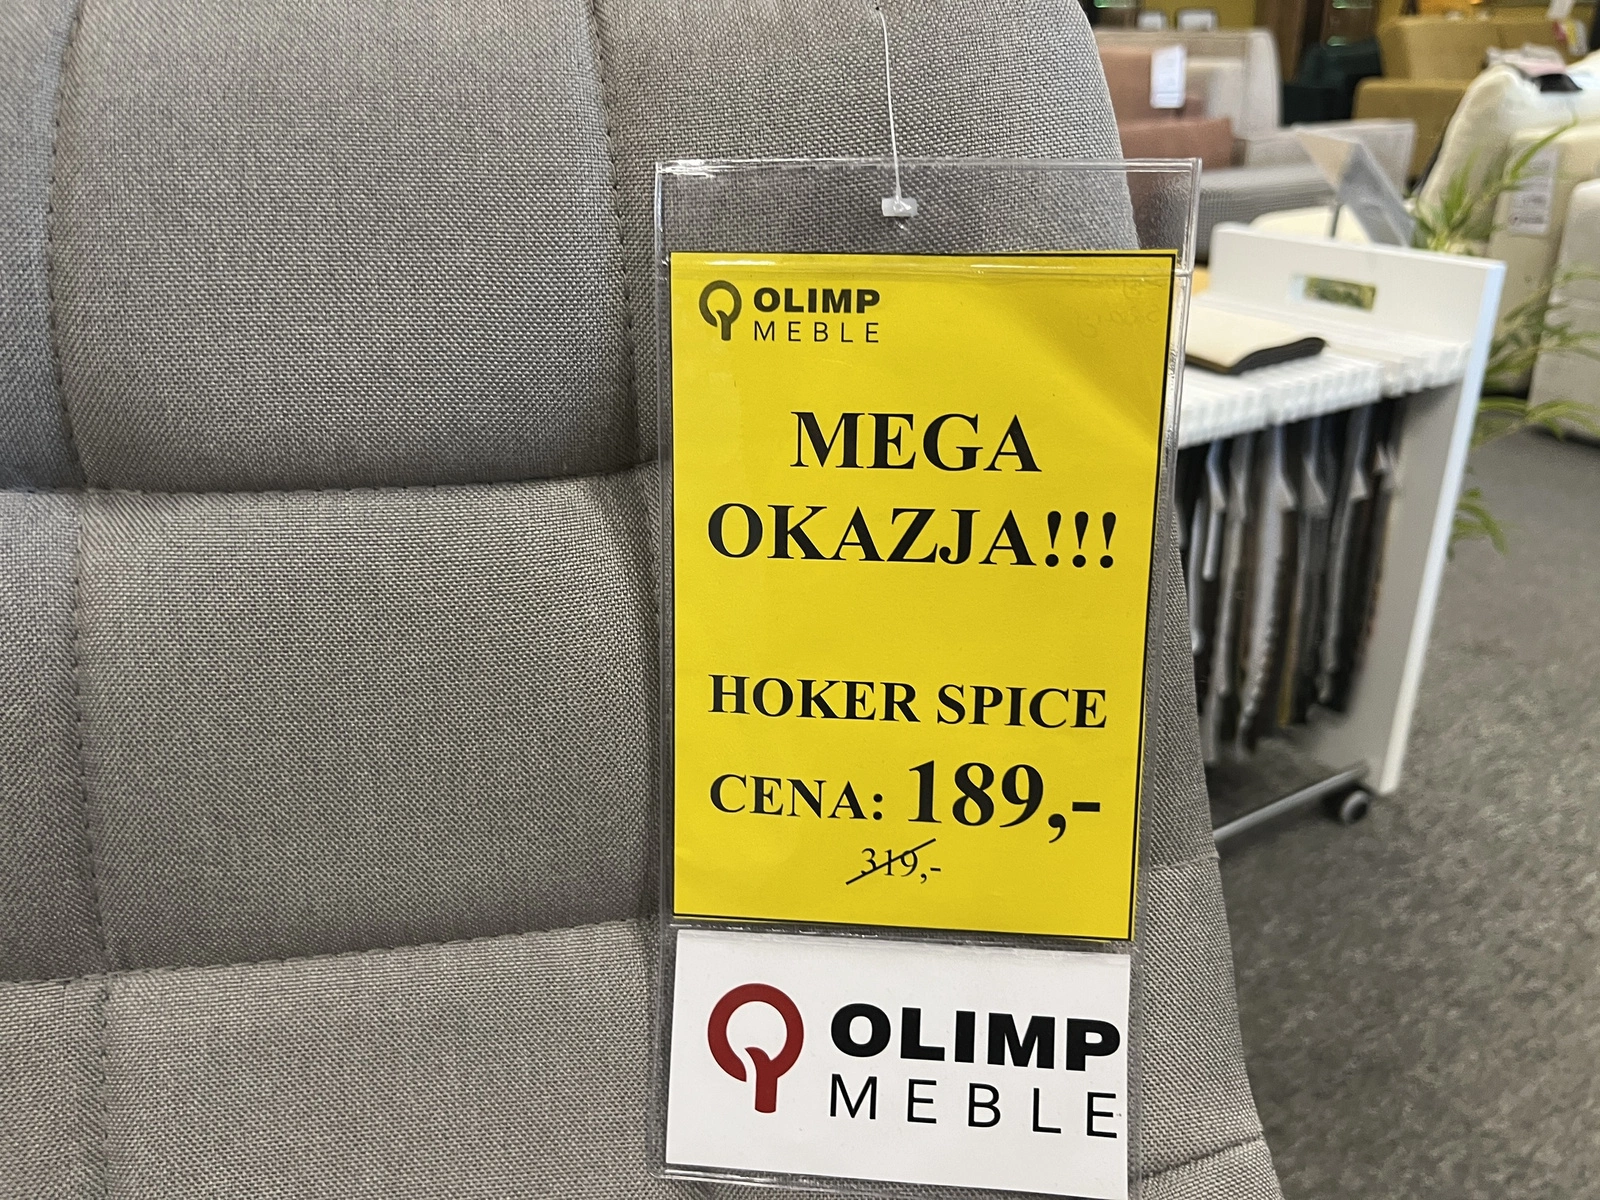 OLIMP
MEBLE
MEGA
OKAZJA!!!
HOKER SPICE
CENA: 189,-
319,-
OLIMP
MEBLE